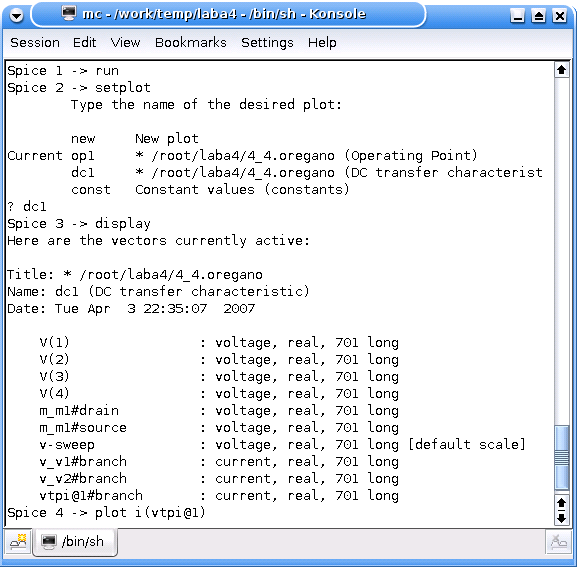 mc - /work/temp/laba4 - /bin/sh - Konsole
Session Edit View Bookmarks Settings Help
Spice 1 -> run
Spice 2 -> setplot
        Type the name of the desired plot:

        new     New plot
Current op1     * /root/laba4/4_4.oregano (Operating Point)
        dc1     * /root/laba4/4_4.oregano (DC transfer characterist
        const   Constant values (constants)
? dc1
Spice 3 -> display
Here are the vectors currently active:

Title: * /root/laba4/4_4.oregano
Name: dc1 (DC transfer characteristic)
Date: Tue Apr  3 22:35:07  2007

    V(1)                : voltage, real, 701 long
    V(2)                : voltage, real, 701 long
    V(3)                : voltage, real, 701 long
    V(4)                : voltage, real, 701 long
    m_m1#drain          : voltage, real, 701 long
    m_m1#source         : voltage, real, 701 long
    v-sweep             : voltage, real, 701 long [default scale]
    v_v1#branch         : current, real, 701 long
    v_v2#branch         : current, real, 701 long
    vtpi@1#branch       : current, real, 701 long
Spice 4 -> plot i(vtpi@1)
/bin/sh